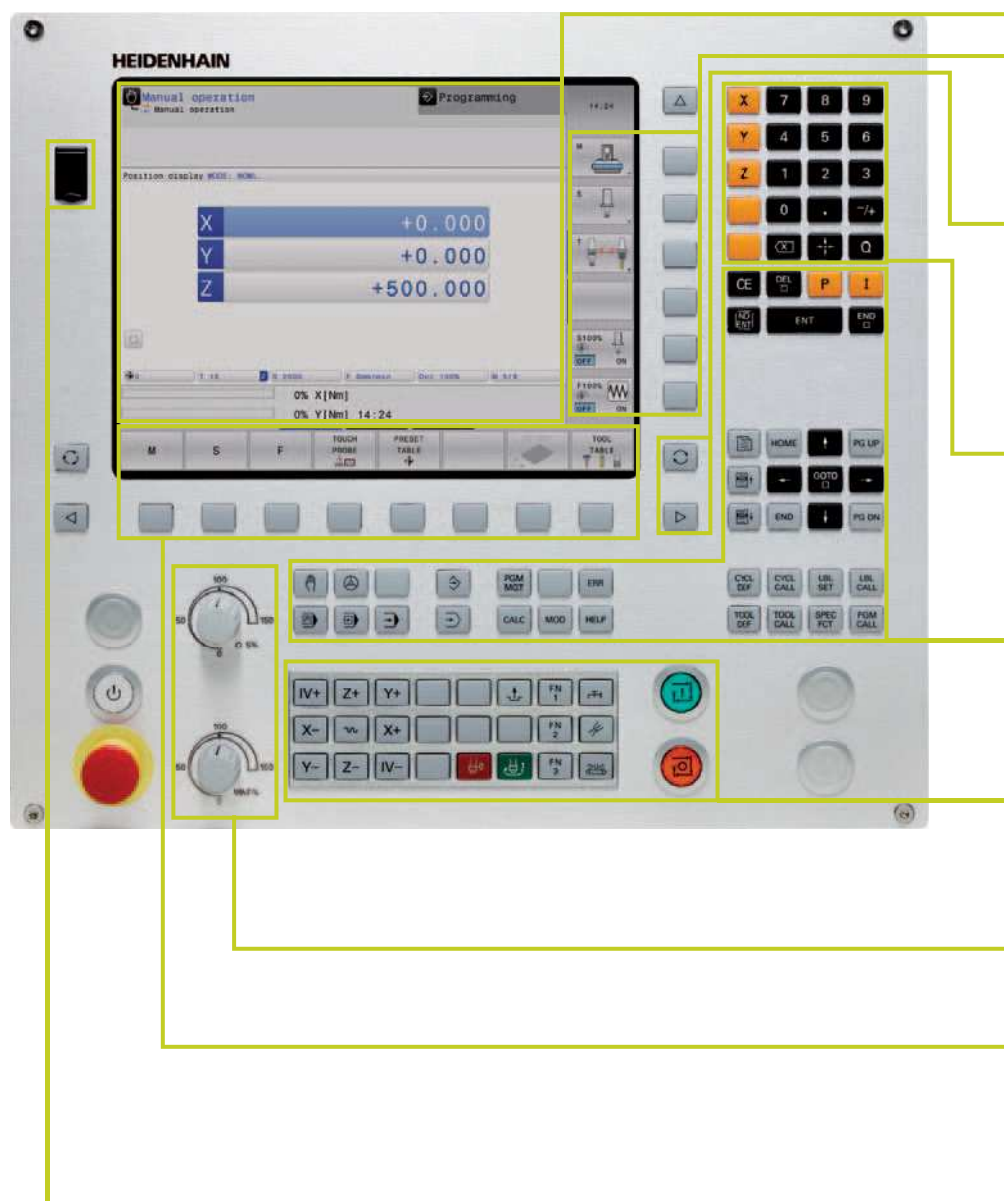 HEIDENHAIN
Manual operation
Manual operation
Programming
14:24
Position display MODE: NOML.
X +0.000
Y +0.000
Z +500.000
M
S
T
S100%
OFF ON
F100%
OFF ON
0% X[Nm]
0% Y[Nm] 14:24
M S F TOUCH PROBE PRESET TABLE TOOL TABLE
X 7 8 9
Y 4 5 6
Z 1 2 3
0 . -/+
X Q
CE DEL P I
NO ENT ENT END
HOME PG UP
GOTO
END PG DN
CYCL DEF CYCL CALL LBL SET LBL CALL
TOOL DEF TOOL CALL SPEC FCT PGM CALL
PGM MGT ERR
CALC MOD HELP
100
50 150
0
100
50 150
0
IV+ Z+ Y+ FN 1
X- X+ FN 2
Y- Z- IV- FN 3